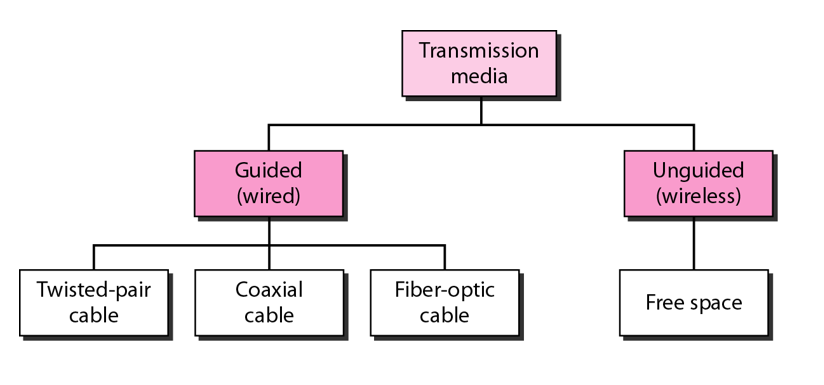 Transmission
media
Guided
(wired)
Unguided
(wireless)
Twisted-pair
cable
Coaxial
cable
Fiber-optic
cable
Free space